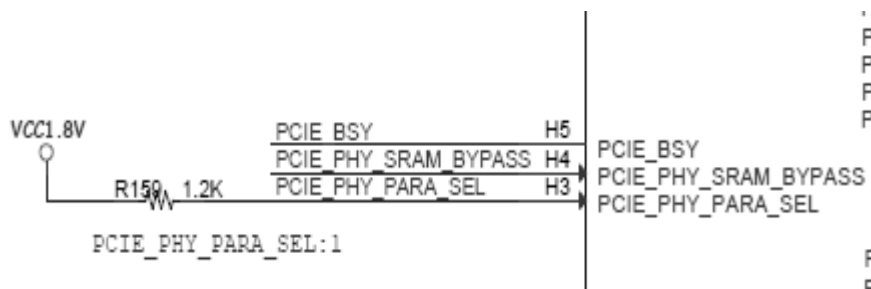 VCC1.8V
PCIE_BSY H5
PCIE_BSY
PCIE_PHY_SRAM_BYPASS H4
PCIE_PHY_SRAM_BYPASS
R159 1.2K
PCIE_PHY_PARA_SEL H3
PCIE_PHY_PARA_SEL
PCIE_PHY_PARA_SEL:1